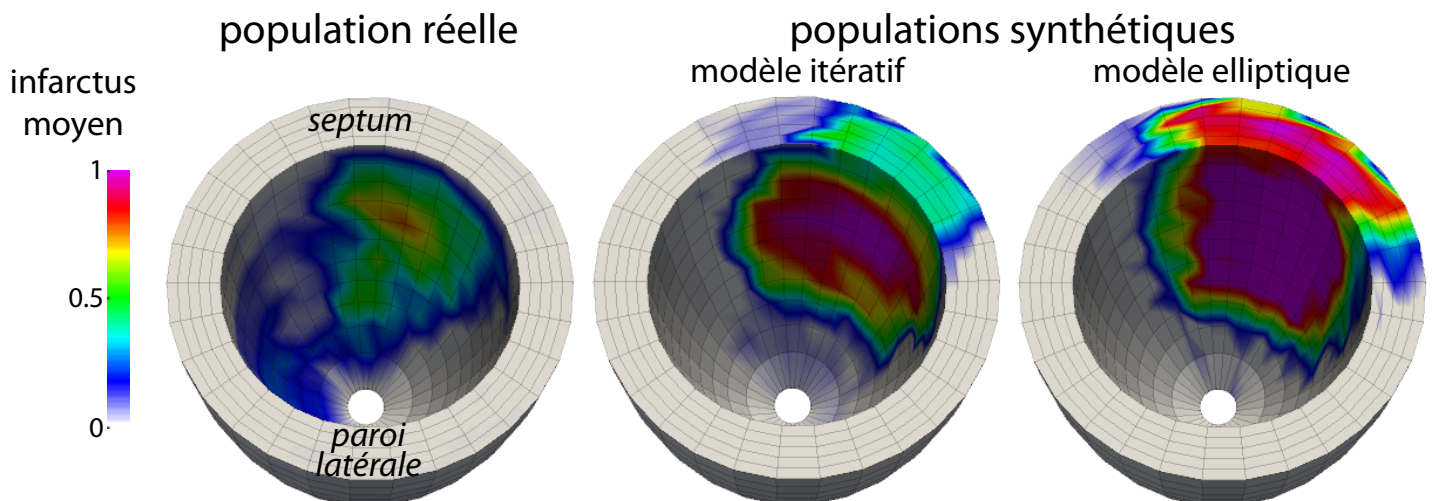 population réelle
populations synthétiques
modèle itératif
modèle elliptique
infarctus
moyen
septum
1
0.5
0
paroi
latérale